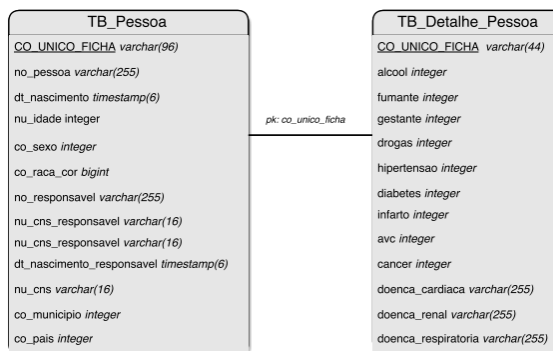 TB_Pessoa
CO_UNICO_FICHA varchar(96)
no_pessoa varchar(255)
dt_nascimento timestamp(6)
nu_idade integer
co_sexo integer
co_raca_cor bigint
no_responsavel varchar(255)
nu_cns_responsavel varchar(16)
nu_cns_responsavel varchar(16)
dt_nascimento_responsavel timestamp(6)
nu_cns varchar(16)
co_municipio integer
co_pais integer
pk: co_unico_ficha
TB_Detalhe_Pessoa
CO_UNICO_FICHA varchar(44)
alcool integer
fumante integer
gestante integer
drogas integer
hipertensao integer
diabetes integer
infarto integer
avc integer
cancer integer
doenca_cardiaca varchar(255)
doenca_renal varchar(255)
doenca_respiratoria varchar(255)